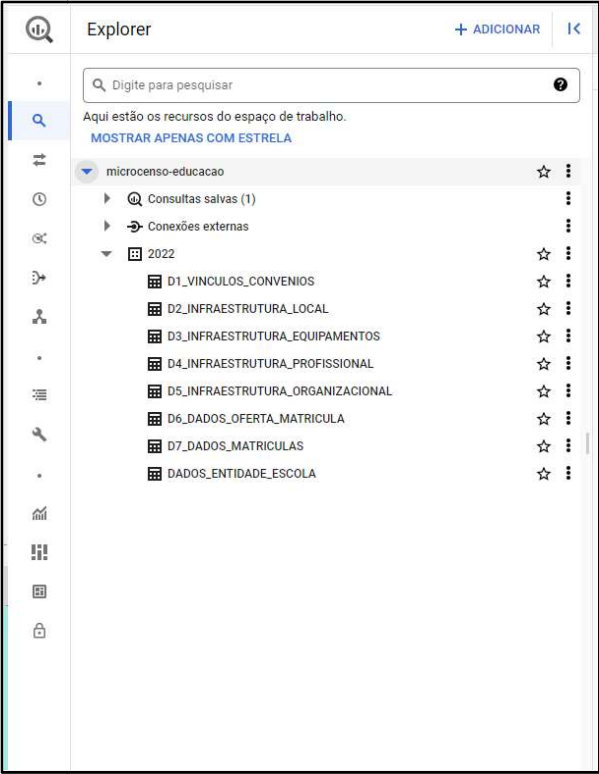 Explorer
+ ADICIONAR
Digite para pesquisar
Aqui estão os recursos do espaço de trabalho.
MOSTRAR APENAS COM ESTRELA
microcenso-educacao
Consultas salvas (1)
Conexões externas
2022
D1_VINCULOS_CONVENIOS
D2_INFRAESTRUTURA_LOCAL
D3_INFRAESTRUTURA_EQUIPAMENTOS
D4_INFRAESTRUTURA_PROFISSIONAL
D5_INFRAESTRUTURA_ORGANIZACIONAL
D6_DADOS_OFERTA_MATRICULA
D7_DADOS_MATRICULAS
DADOS_ENTIDADE_ESCOLA